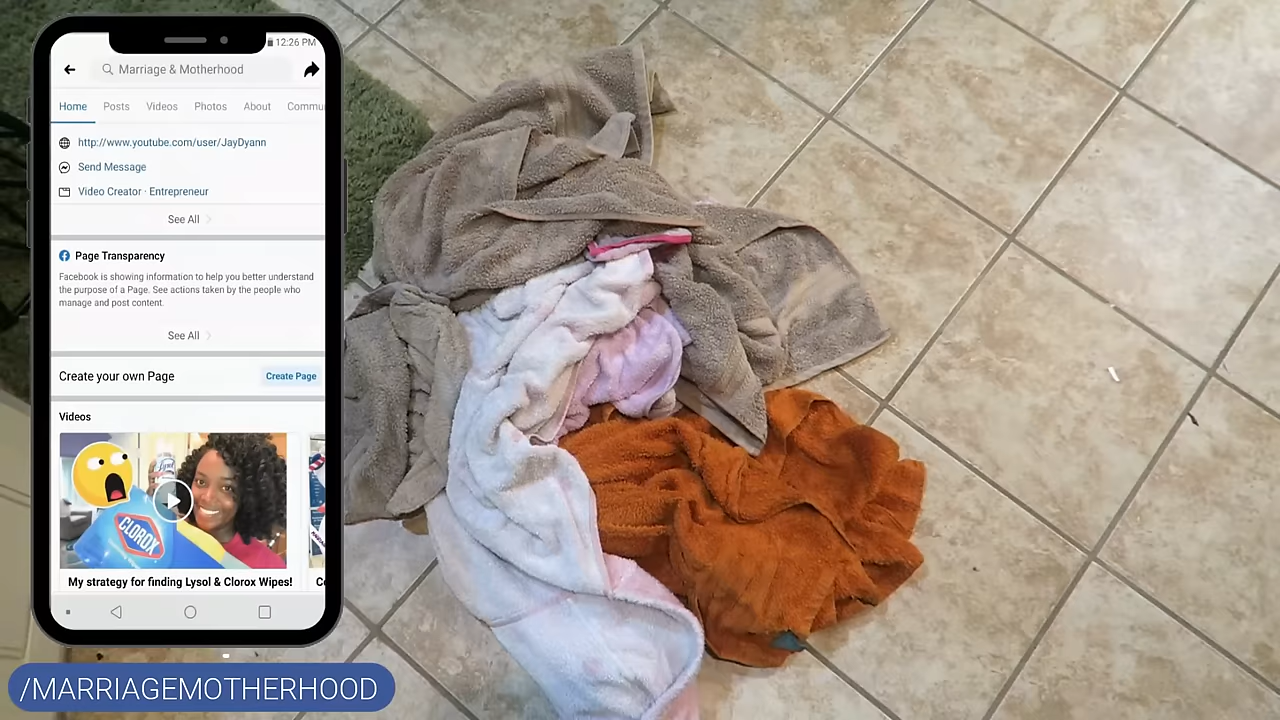 12:26 PM
Marriage & Motherhood
Home Posts Videos Photos About Commu
http://www.youtube.com/user/JayDyann
Send Message
Video Creator · Entrepreneur
See All
Page Transparency
Facebook is showing information to help you better understand
the purpose of a Page. See actions taken by the people who
manage and post content.
See All
Create your own Page Create Page
Videos
Lysol
CLOROX
My strategy for finding Lysol & Clorox Wipes! C
/MARRIAGEMOTHERHOOD